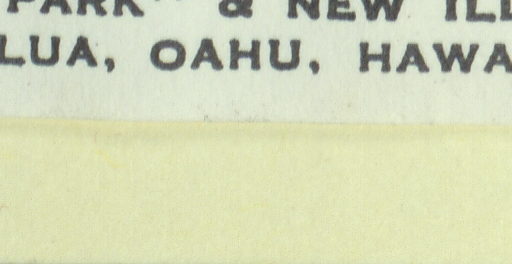 PARK" & NEW ILL
LUA, OAHU, HAWA